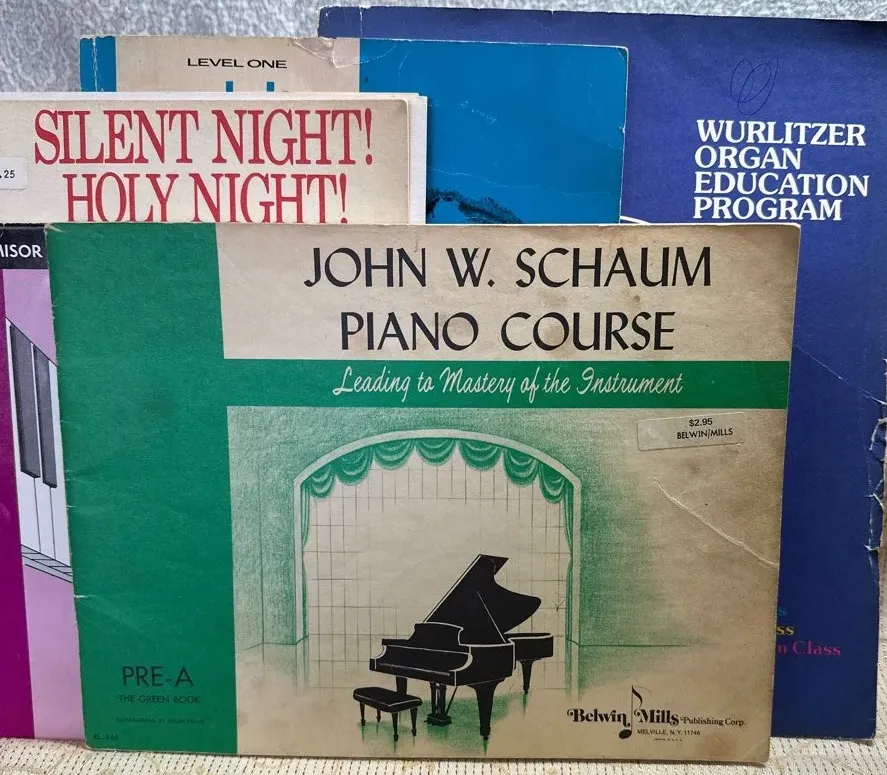 LEVEL ONE
WURLITZER
ORGAN
EDUCATION
PROGRAM
SILENT NIGHT!
HOLY NIGHT!
.25
JOHN W. SCHAUM
PIANO COURSE
Leading to Mastery of the Instrument
$2.95
BELWIN/MILLS
PRE-A
THE GREEN BOOK
Belwin Mills Publishing Corp.
MELVILLE, N.Y. 11746
Class